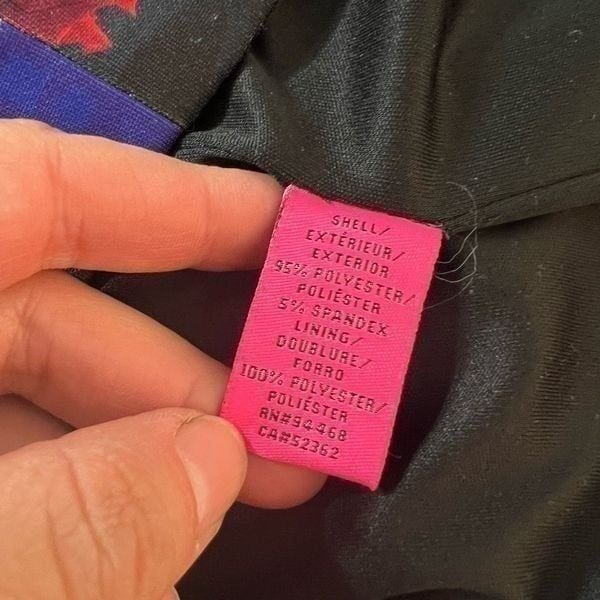 SHELL/
EXTÉRIEUR/
EXTERIOR
95% POLYESTER/
POLIÉSTER
5% SPANDEX
LINING/
DOUBLURE/
FORRO
100% POLYESTER/
POLIÉSTER
RN#94468
CA#52362